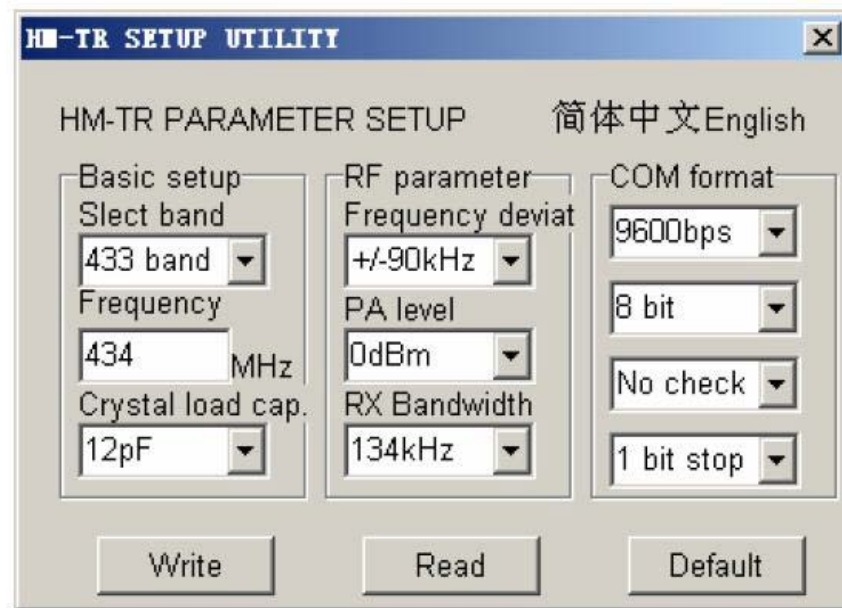 HM-TR SETUP UTILITY
HM-TR PARAMETER SETUP 简体中文English
Basic setup
Slect band
433 band
Frequency
434 MHz
Crystal load cap.
12pF
RF parameter
Frequency deviat
+/-90kHz
PA level
0dBm
RX Bandwidth
134kHz
COM format
9600bps
8 bit
No check
1 bit stop
Write Read Default